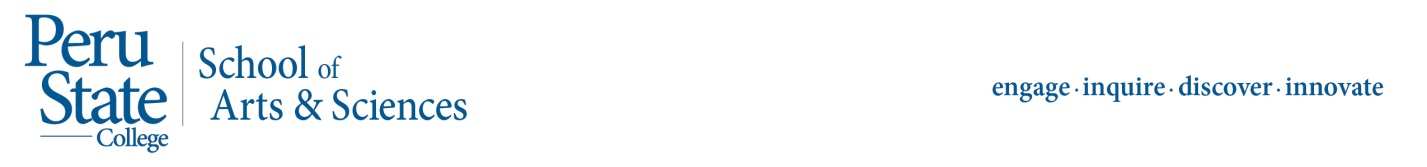 Peru
State
College
School of
Arts & Sciences
engage · inquire · discover · innovate